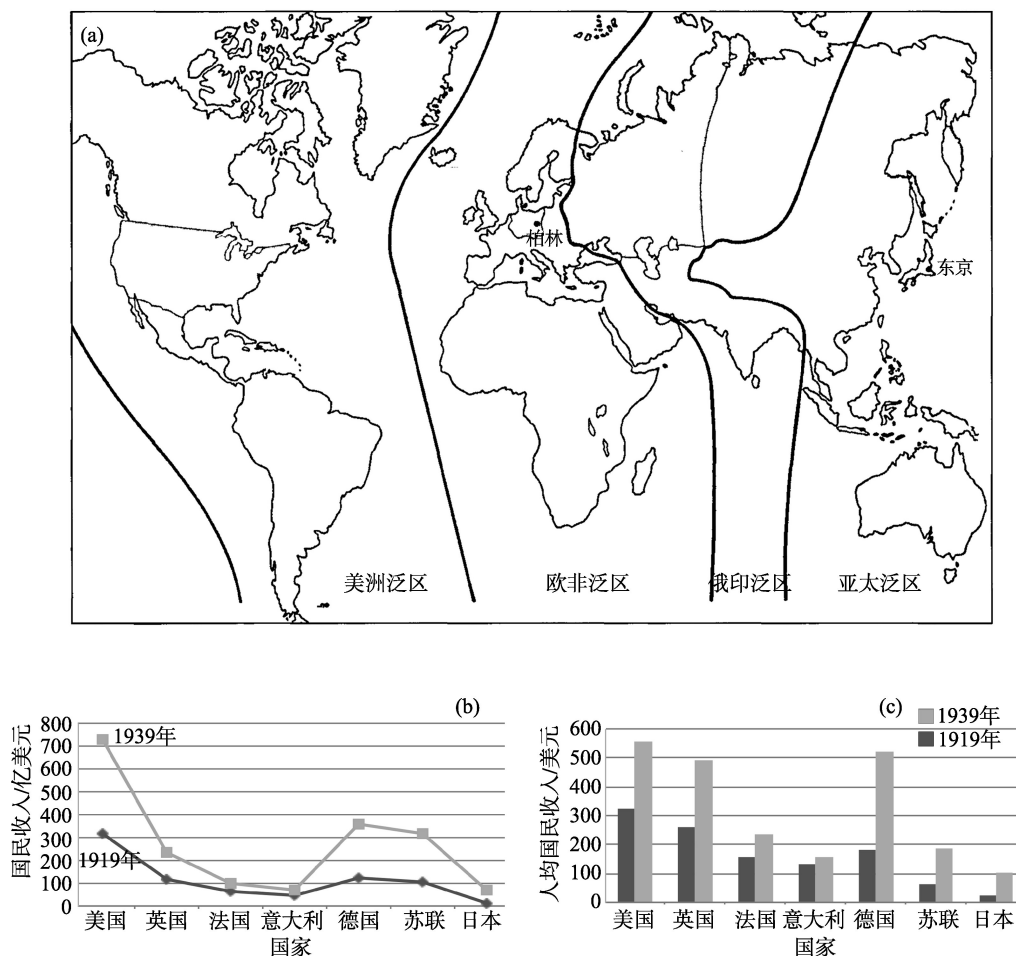 (a)
柏林
东京
美洲泛区
欧非泛区
俄印泛区
亚太泛区
(b)
国民收入/亿美元
800
700
600
500
400
300
200
100
0
1939年
1919年
美国
英国
法国
意大利
德国
苏联
日本
国家
(c)
1939年
1919年
人均国民收入/美元
600
500
400
300
200
100
0
美国
英国
法国
意大利
德国
苏联
日本
国家